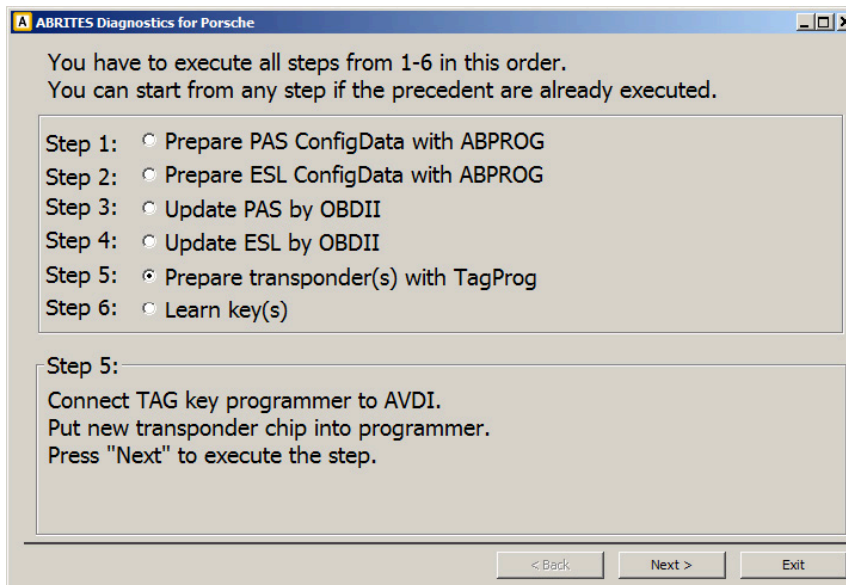 A ABRITES Diagnostics for Porsche
You have to execute all steps from 1-6 in this order.
You can start from any step if the precedent are already executed.
Step 1: Prepare PAS ConfigData with ABPROG
Step 2: Prepare ESL ConfigData with ABPROG
Step 3: Update PAS by OBDII
Step 4: Update ESL by OBDII
Step 5: Prepare transponder(s) with TagProg
Step 6: Learn key(s)
Step 5:
Connect TAG key programmer to AVDI.
Put new transponder chip into programmer.
Press "Next" to execute the step.
< Back Next > Exit